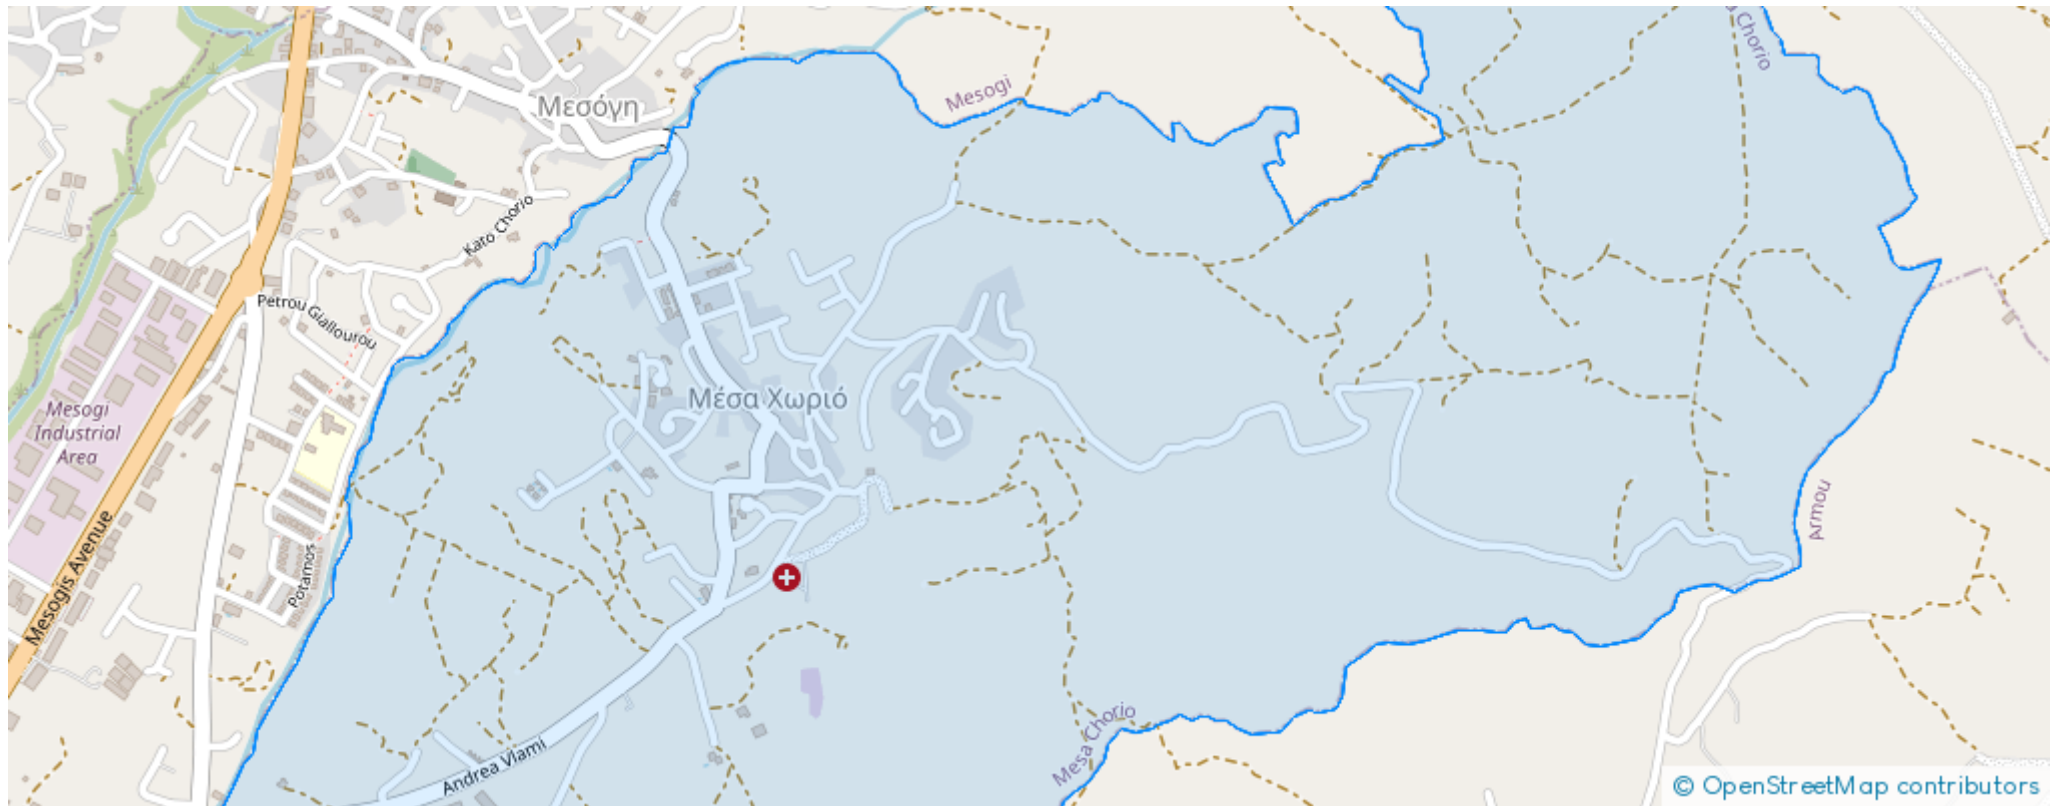 a Chorio
Mesogi
Μεσόγη
Kato Chorio
Petrou Giallourou
Μέσα Χωριό
Mesogi
Industrial
Area
Armou
Mesogis Avenue
Potamos
Mesa Chorio
Andrea Vlami
© OpenStreetMap contributors